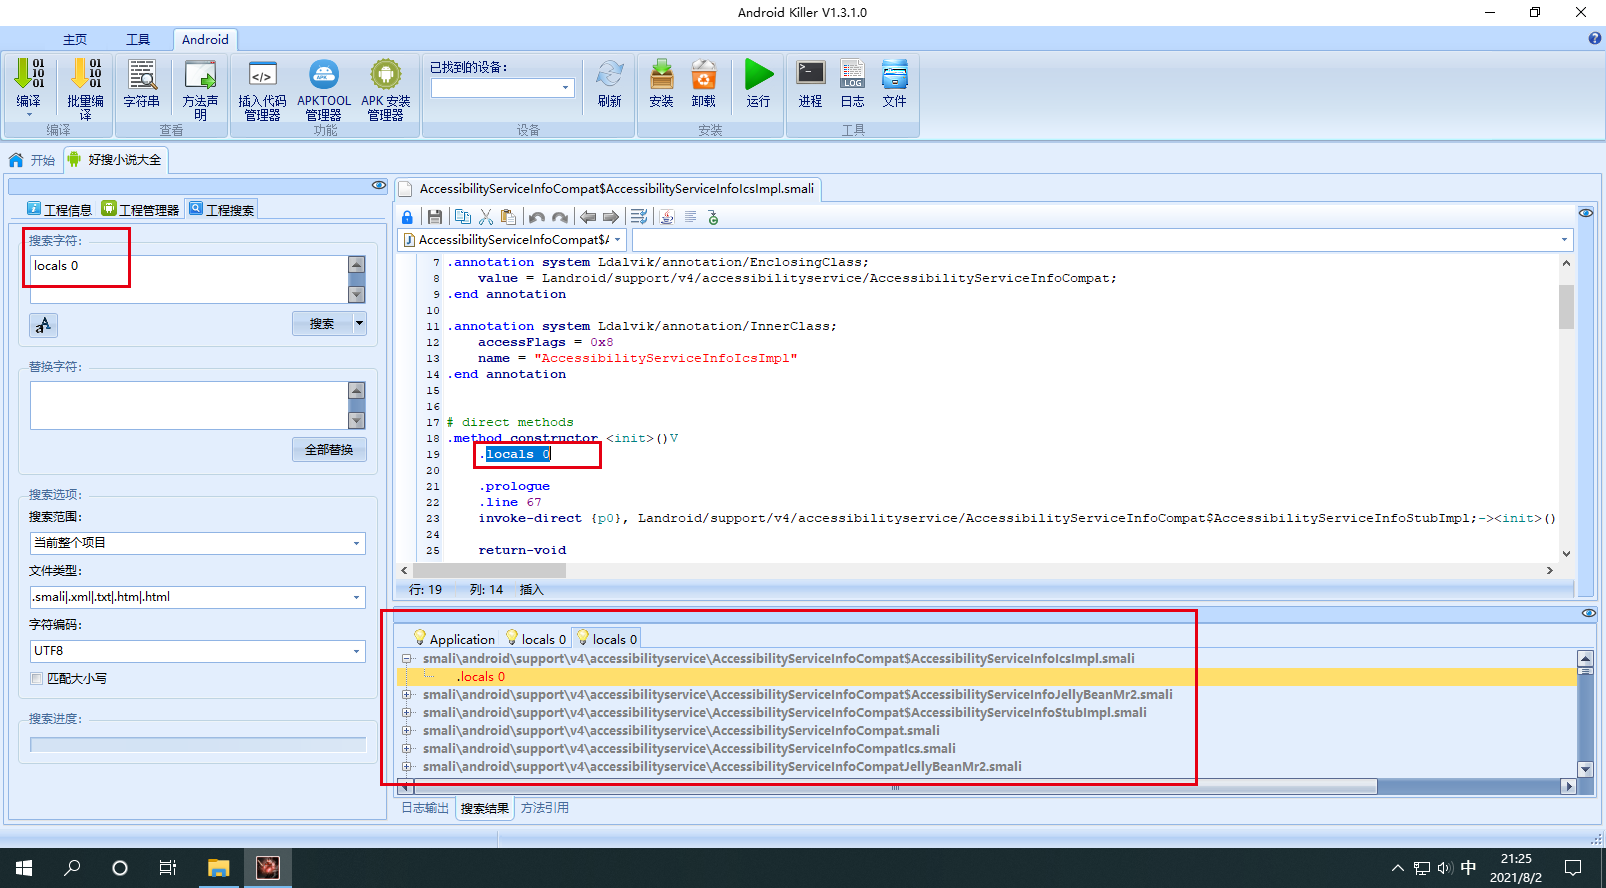 Android Killer V1.3.1.0
主页 工具 Android
编译 批量编译 字符串 方法声明 插入代码管理器 APKTOOL管理器 APK 安装管理器 已找到的设备: 刷新 安装 卸载 运行 进程 日志 文件
编译 查看 功能 设备 安装 工具
开始 好搜小说大全
工程信息 工程管理器 工程搜索
搜索字符:
locals 0
搜索
替换字符:
全部替换
搜索选项:
搜索范围:
当前整个项目
文件类型:
.smali|.xml|.txt|.htm|.html
字符编码:
UTF8
匹配大小写
搜索进度:
AccessibilityServiceInfoCompat$AccessibilityServiceInfoIcsImpl.smali
AccessibilityServiceInfoCompat$A
7 .annotation system Ldalvik/annotation/EnclosingClass;
8 value = Landroid/support/v4/accessibilityservice/AccessibilityServiceInfoCompat;
9 .end annotation
10
11 .annotation system Ldalvik/annotation/InnerClass;
12 accessFlags = 0x8
13 name = "AccessibilityServiceInfoIcsImpl"
14 .end annotation
15
16
17 # direct methods
18 .method constructor <init>()V
19 .locals 0
20
21 .prologue
22 .line 67
23 invoke-direct {p0}, Landroid/support/v4/accessibilityservice/AccessibilityServiceInfoCompat$AccessibilityServiceInfoStubImpl;-><init>()
24
25 return-void
行: 19 列: 14 插入
Application locals 0 locals 0
smali\android\support\v4\accessibilityservice\AccessibilityServiceInfoCompat$AccessibilityServiceInfoIcsImpl.smali
.locals 0
smali\android\support\v4\accessibilityservice\AccessibilityServiceInfoCompat$AccessibilityServiceInfoJellyBeanMr2.smali
smali\android\support\v4\accessibilityservice\AccessibilityServiceInfoCompat$AccessibilityServiceInfoStubImpl.smali
smali\android\support\v4\accessibilityservice\AccessibilityServiceInfoCompat.smali
smali\android\support\v4\accessibilityservice\AccessibilityServiceInfoCompatIcs.smali
smali\android\support\v4\accessibilityservice\AccessibilityServiceInfoCompatJellyBeanMr2.smali
日志输出 搜索结果 方法引用
中 21:25
2021/8/2